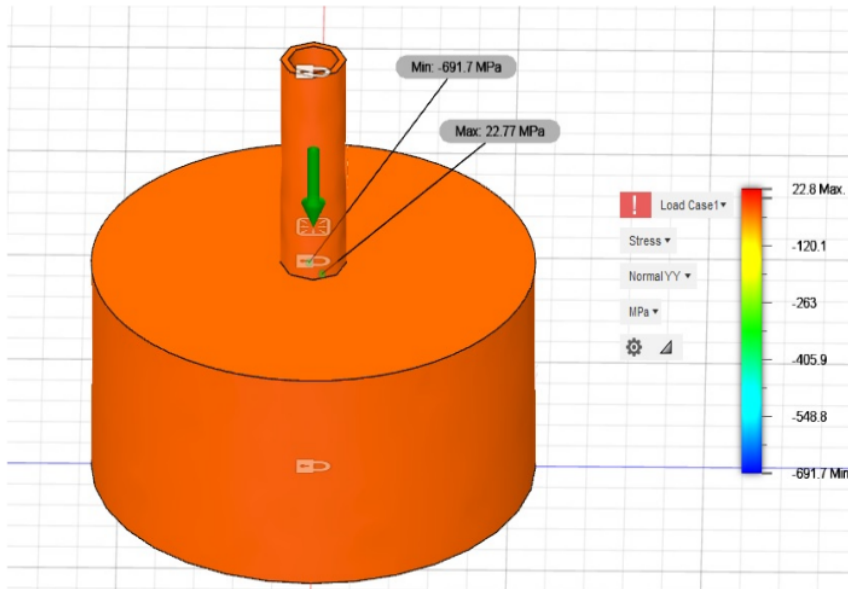 Min: -691.7 MPa
Max: 22.77 MPa
! Load Case1
Stress
Normal YY
MPa
22.8 Max.
-120.1
-263
-405.9
-548.8
-691.7 Min